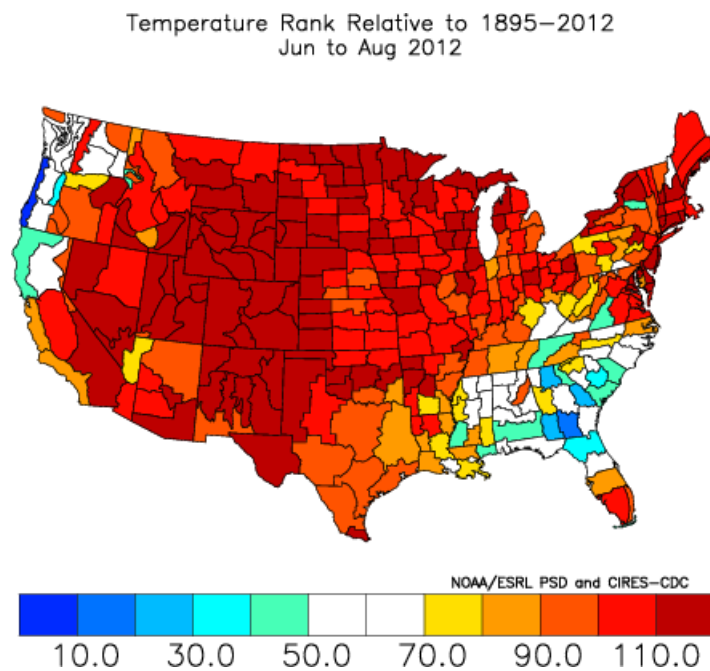 Temperature Rank Relative to 1895-2012
Jun to Aug 2012
NOAA/ESRL PSD and CIRES-CDC
10.0 30.0 50.0 70.0 90.0 110.0